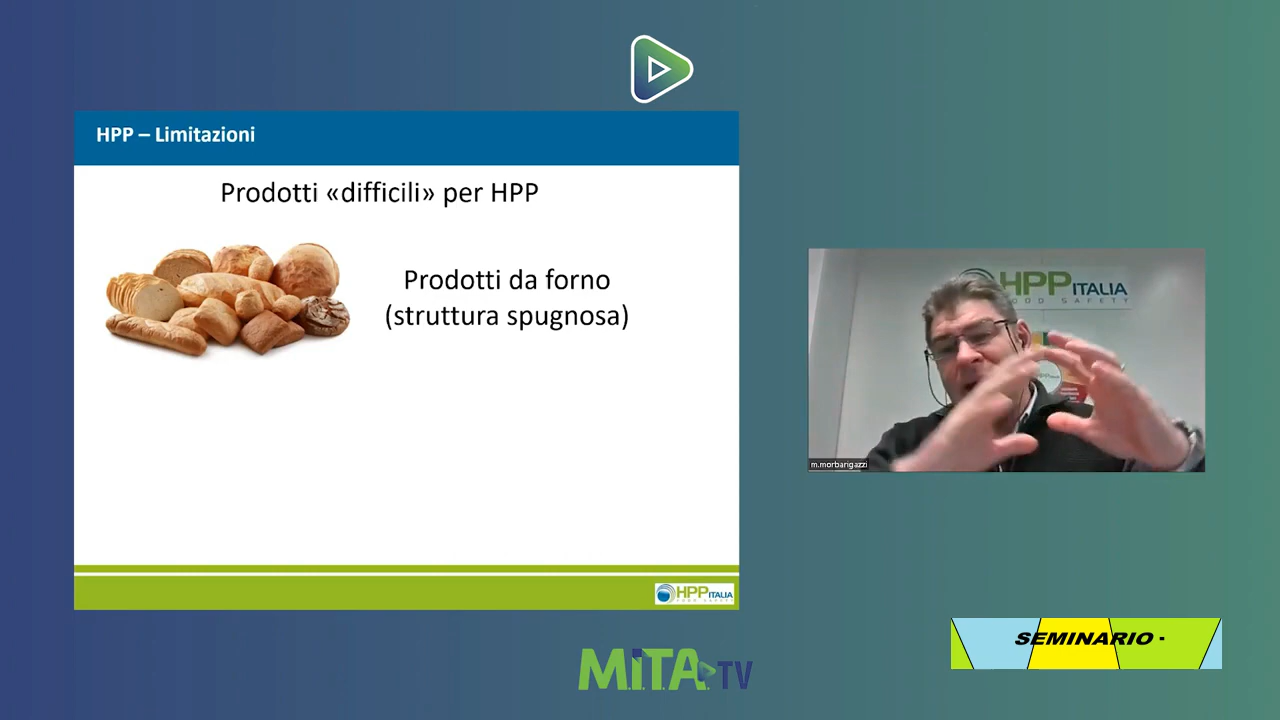 HPP – Limitazioni
Prodotti «difficili» per HPP
Prodotti da forno
(struttura spugnosa)
HPP ITALIA
FOOD SAFETY
m.morbarigazzi
HPP ITALIA
SEMINARIO -
M.I.T.A. TV